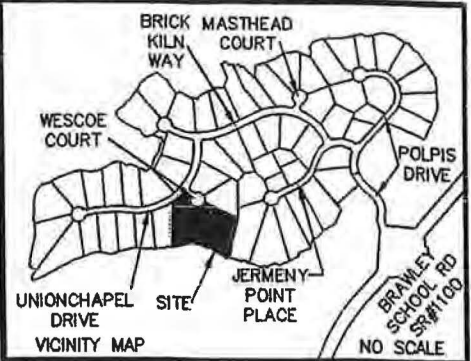 BRICK
KILN
WAY
MASTHEAD
COURT
WESCOE
COURT
POLPIS
DRIVE
UNIONCHAPEL
DRIVE
SITE
JERMENY
POINT
PLACE
BRAWLEY
SCHOOL RD
SR#1100
VICINITY MAP
NO SCALE